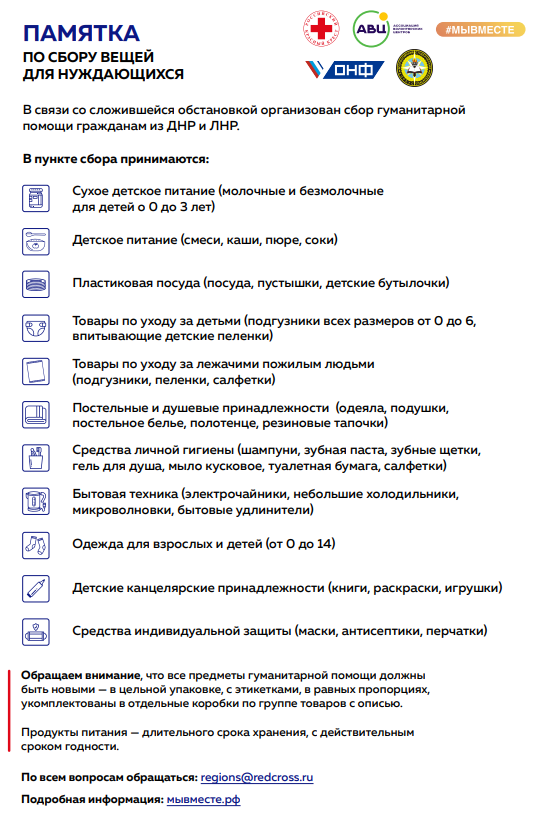 ПАМЯТКА
ПО СБОРУ ВЕЩЕЙ
ДЛЯ НУЖДАЮЩИХСЯ
РОССИЙСКИЙ КРАСНЫЙ КРЕСТ
АВЦ
АССОЦИАЦИЯ
ВОЛОНТЕРСКИХ
ЦЕНТРОВ
#МЫВМЕСТЕ
ОНФ
В связи со сложившейся обстановкой организован сбор гуманитарной
помощи гражданам из ДНР и ЛНР.
В пункте сбора принимаются:
Сухое детское питание (молочные и безмолочные
для детей о 0 до 3 лет)
Детское питание (смеси, каши, пюре, соки)
Пластиковая посуда (посуда, пустышки, детские бутылочки)
Товары по уходу за детьми (подгузники всех размеров от 0 до 6,
впитывающие детские пеленки)
Товары по уходу за лежачими пожилым людьми
(подгузники, пеленки, салфетки)
Постельные и душевые принадлежности (одеяла, подушки,
постельное белье, полотенце, резиновые тапочки)
Средства личной гигиены (шампуни, зубная паста, зубные щетки,
гель для душа, мыло кусковое, туалетная бумага, салфетки)
Бытовая техника (электрочайники, небольшие холодильники,
микроволновки, бытовые удлинители)
Одежда для взрослых и детей (от 0 до 14)
Детские канцелярские принадлежности (книги, раскраски, игрушки)
Средства индивидуальной защиты (маски, антисептики, перчатки)
Обращаем внимание, что все предметы гуманитарной помощи должны
быть новыми — в цельной упаковке, с этикетками, в равных пропорциях,
укомплектованы в отдельные коробки по группе товаров с описью.
Продукты питания — длительного срока хранения, с действительным
сроком годности.
По всем вопросам обращаться: regions@redcross.ru
Подробная информация: мывместе.рф